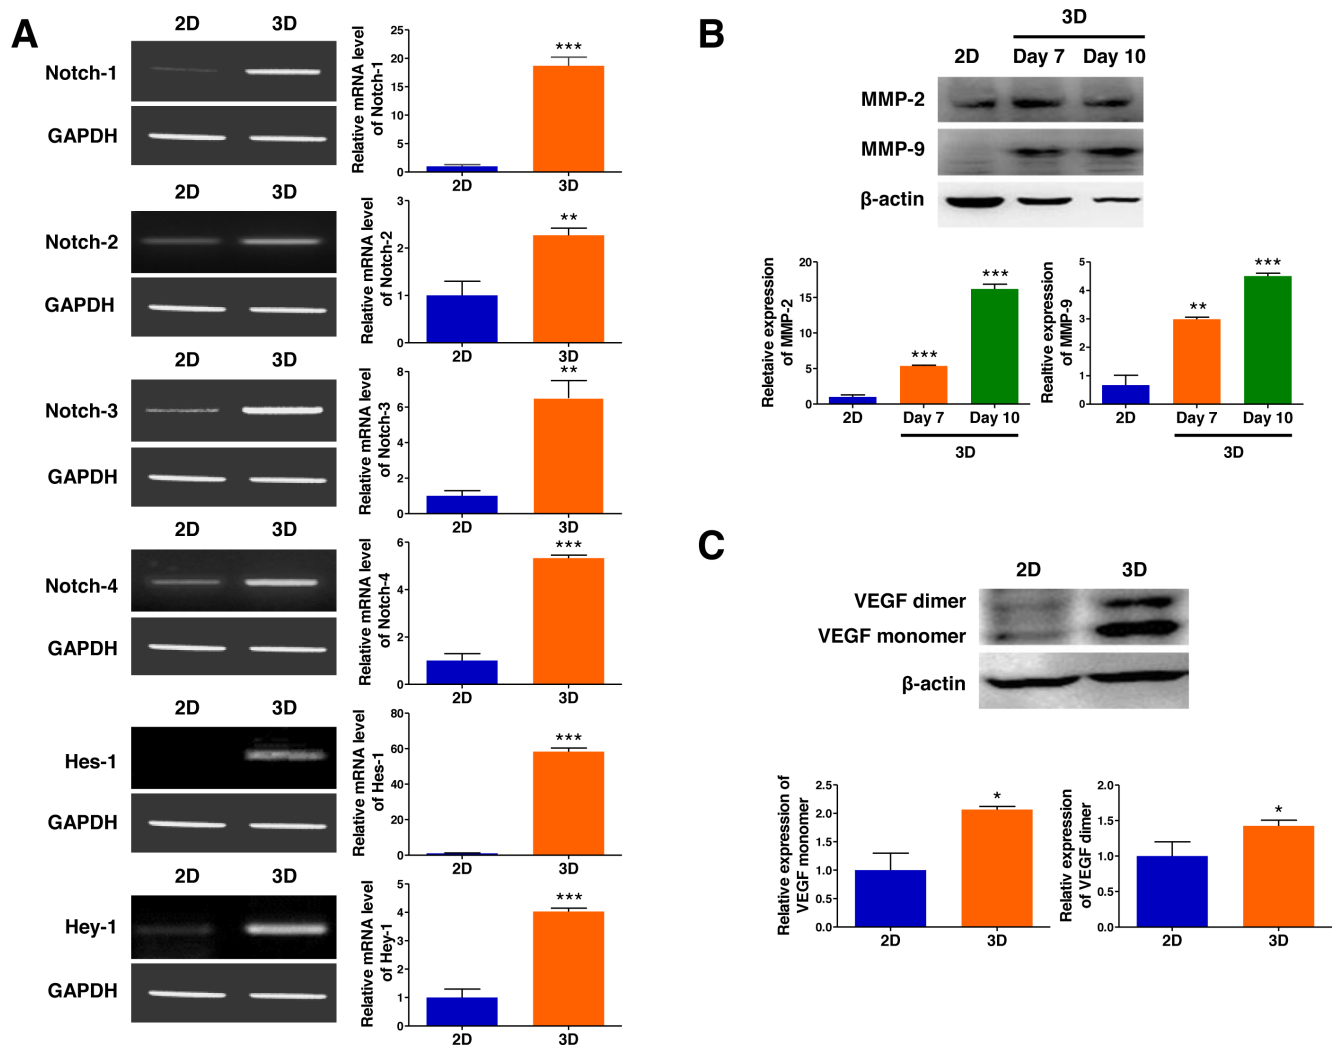 A
2D 3D
Notch-1
GAPDH
Relative mRNA level
of Notch-1
25
20
15
10
5
0
***
2D 3D
2D 3D
Notch-2
GAPDH
Relative mRNA level
of Notch-2
3
2
1
0
**
2D 3D
2D 3D
Notch-3
GAPDH
Relative mRNA level
of Notch-3
8
6
4
2
0
**
2D 3D
2D 3D
Notch-4
GAPDH
Relative mRNA level
of Notch-4
6
4
2
0
***
2D 3D
2D 3D
Hes-1
GAPDH
Relative mRNA level
of Hes-1
80
60
40
20
0
***
2D 3D
2D 3D
Hey-1
GAPDH
Relative mRNA level
of Hey-1
5
4
3
2
1
0
***
2D 3D
B
3D
2D Day 7 Day 10
MMP-2
MMP-9
β-actin
Reletaive expression
of MMP-2
20
15
10
5
0
***
***
2D Day 7 Day 10
3D
Realtive expression
of MMP-9
5
4
3
2
1
0
**
***
2D Day 7 Day 10
3D
C
2D 3D
VEGF dimer
VEGF monomer
β-actin
Relative expression of
VEGF monomer
2.5
2.0
1.5
1.0
0.5
0.0
*
2D 3D
Relativ expression
of VEGF dimer
2.0
1.5
1.0
0.5
0.0
*
2D 3D